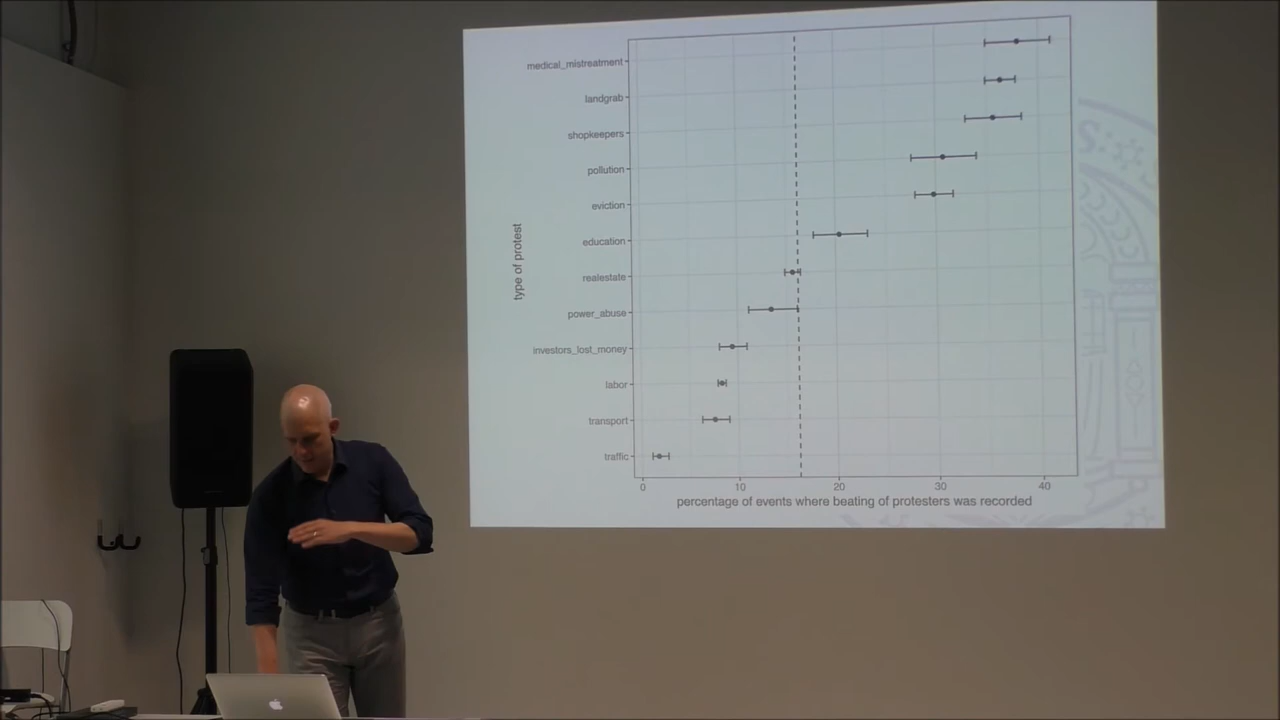 medical_mistreatment
landgrab
shopkeepers
pollution
eviction
education
realestate
power_abuse
investors_lost_money
labor
transport
traffic
type of protest
0 10 20 30 40
percentage of events where beating of protesters was recorded